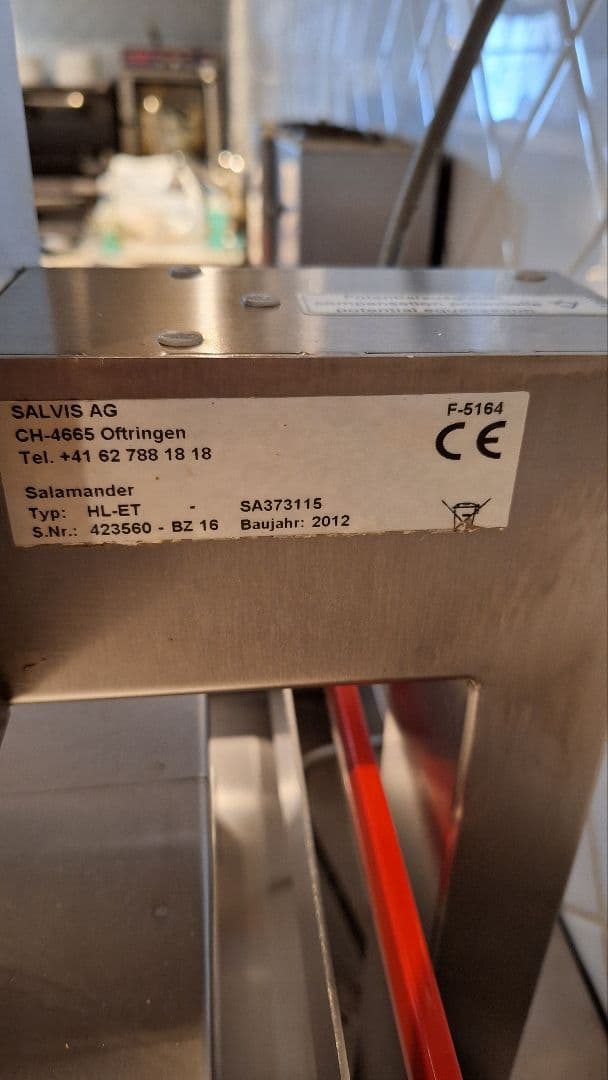 SALVIS AG
CH-4665 Oftringen
Tel. +41 62 788 18 18
F-5164
CE
Salamander
Typ: HL-ET - SA373115
S.Nr.: 423560 - BZ 16 Baujahr: 2012